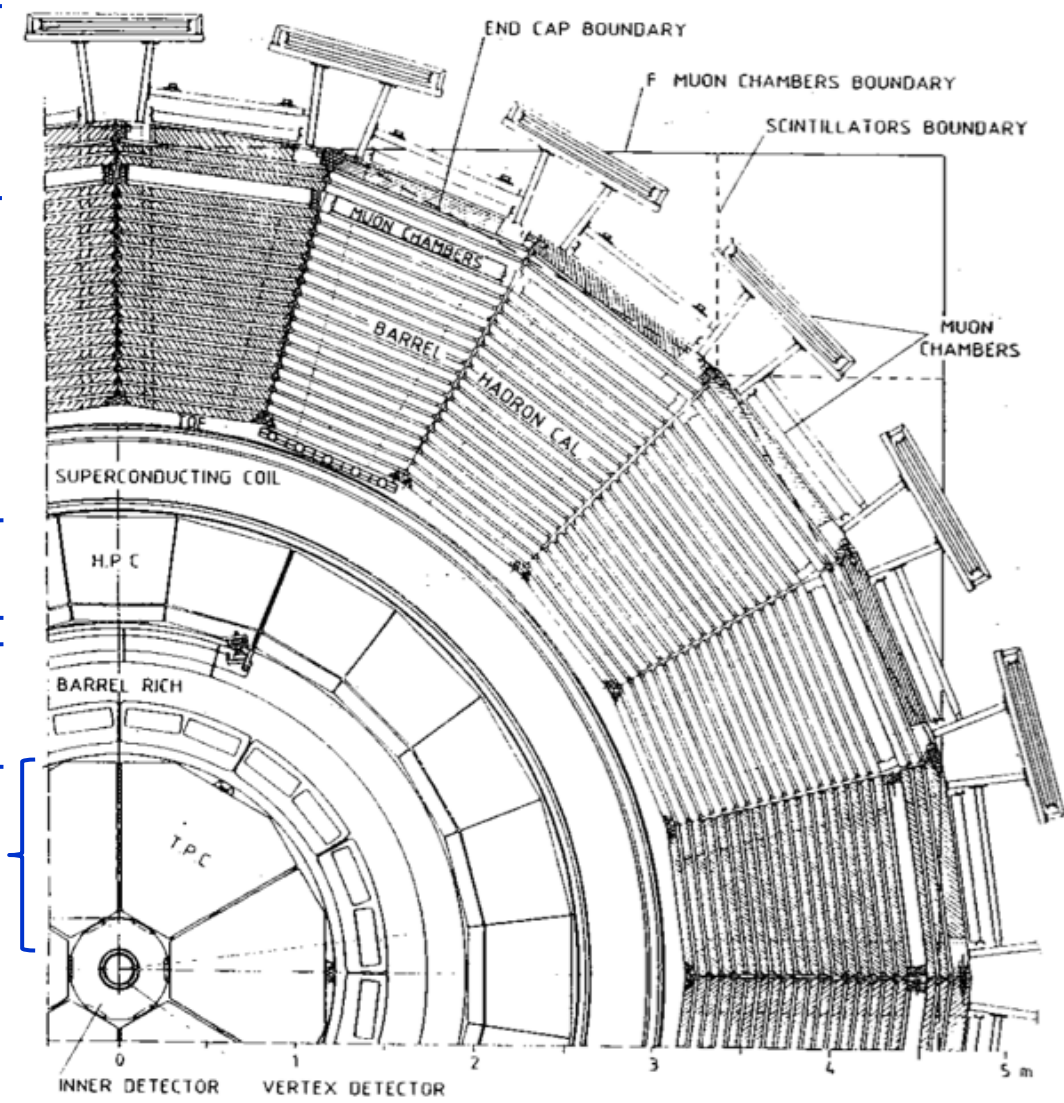 END CAP BOUNDARY
F MUON CHAMBERS BOUNDARY
SCINTILLATORS BOUNDARY
MUON CHAMBERS
MUON
CHAMBERS
BARREL
HADRON CAL
TOF
SUPERCONDUCTING COIL
H.P.C
BARREL RICH
T.P.C
0 1 2 3 4 5 m
INNER DETECTOR VERTEX DETECTOR